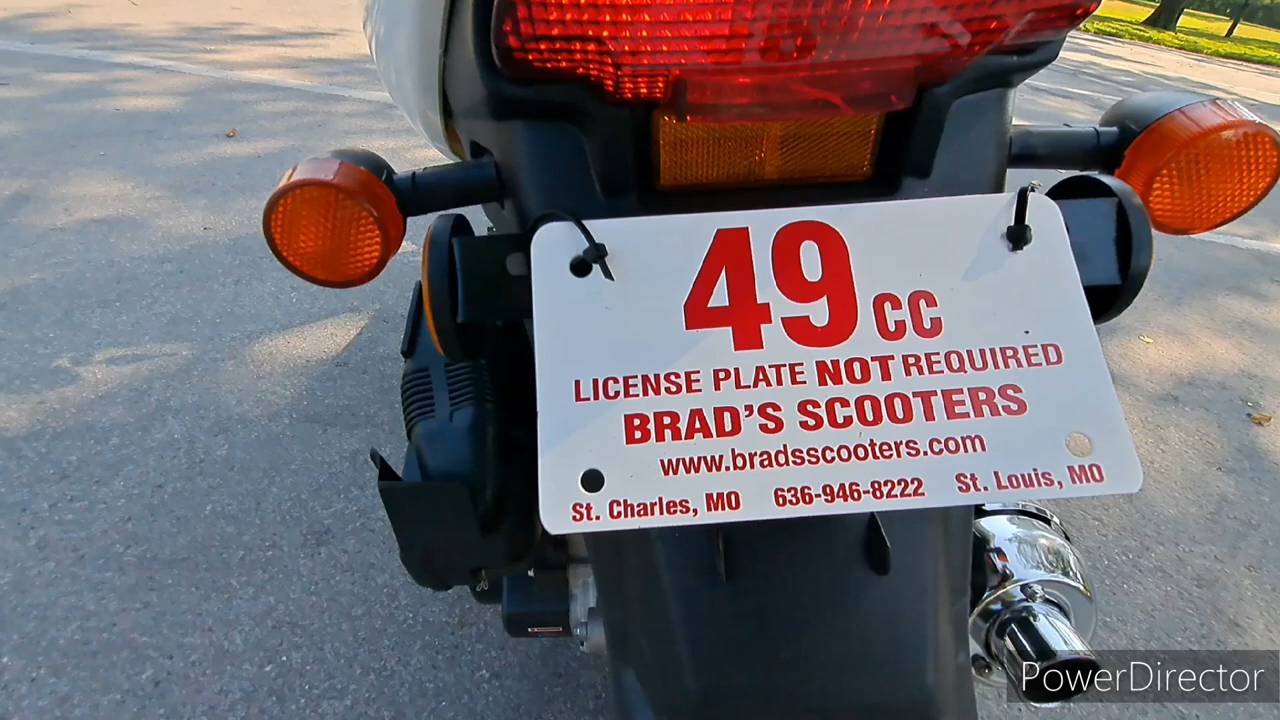 49 CC
LICENSE PLATE NOT REQUIRED
BRAD'S SCOOTERS
www.bradsscooters.com
St. Charles, MO 636-946-8222 St. Louis, MO
PowerDirector